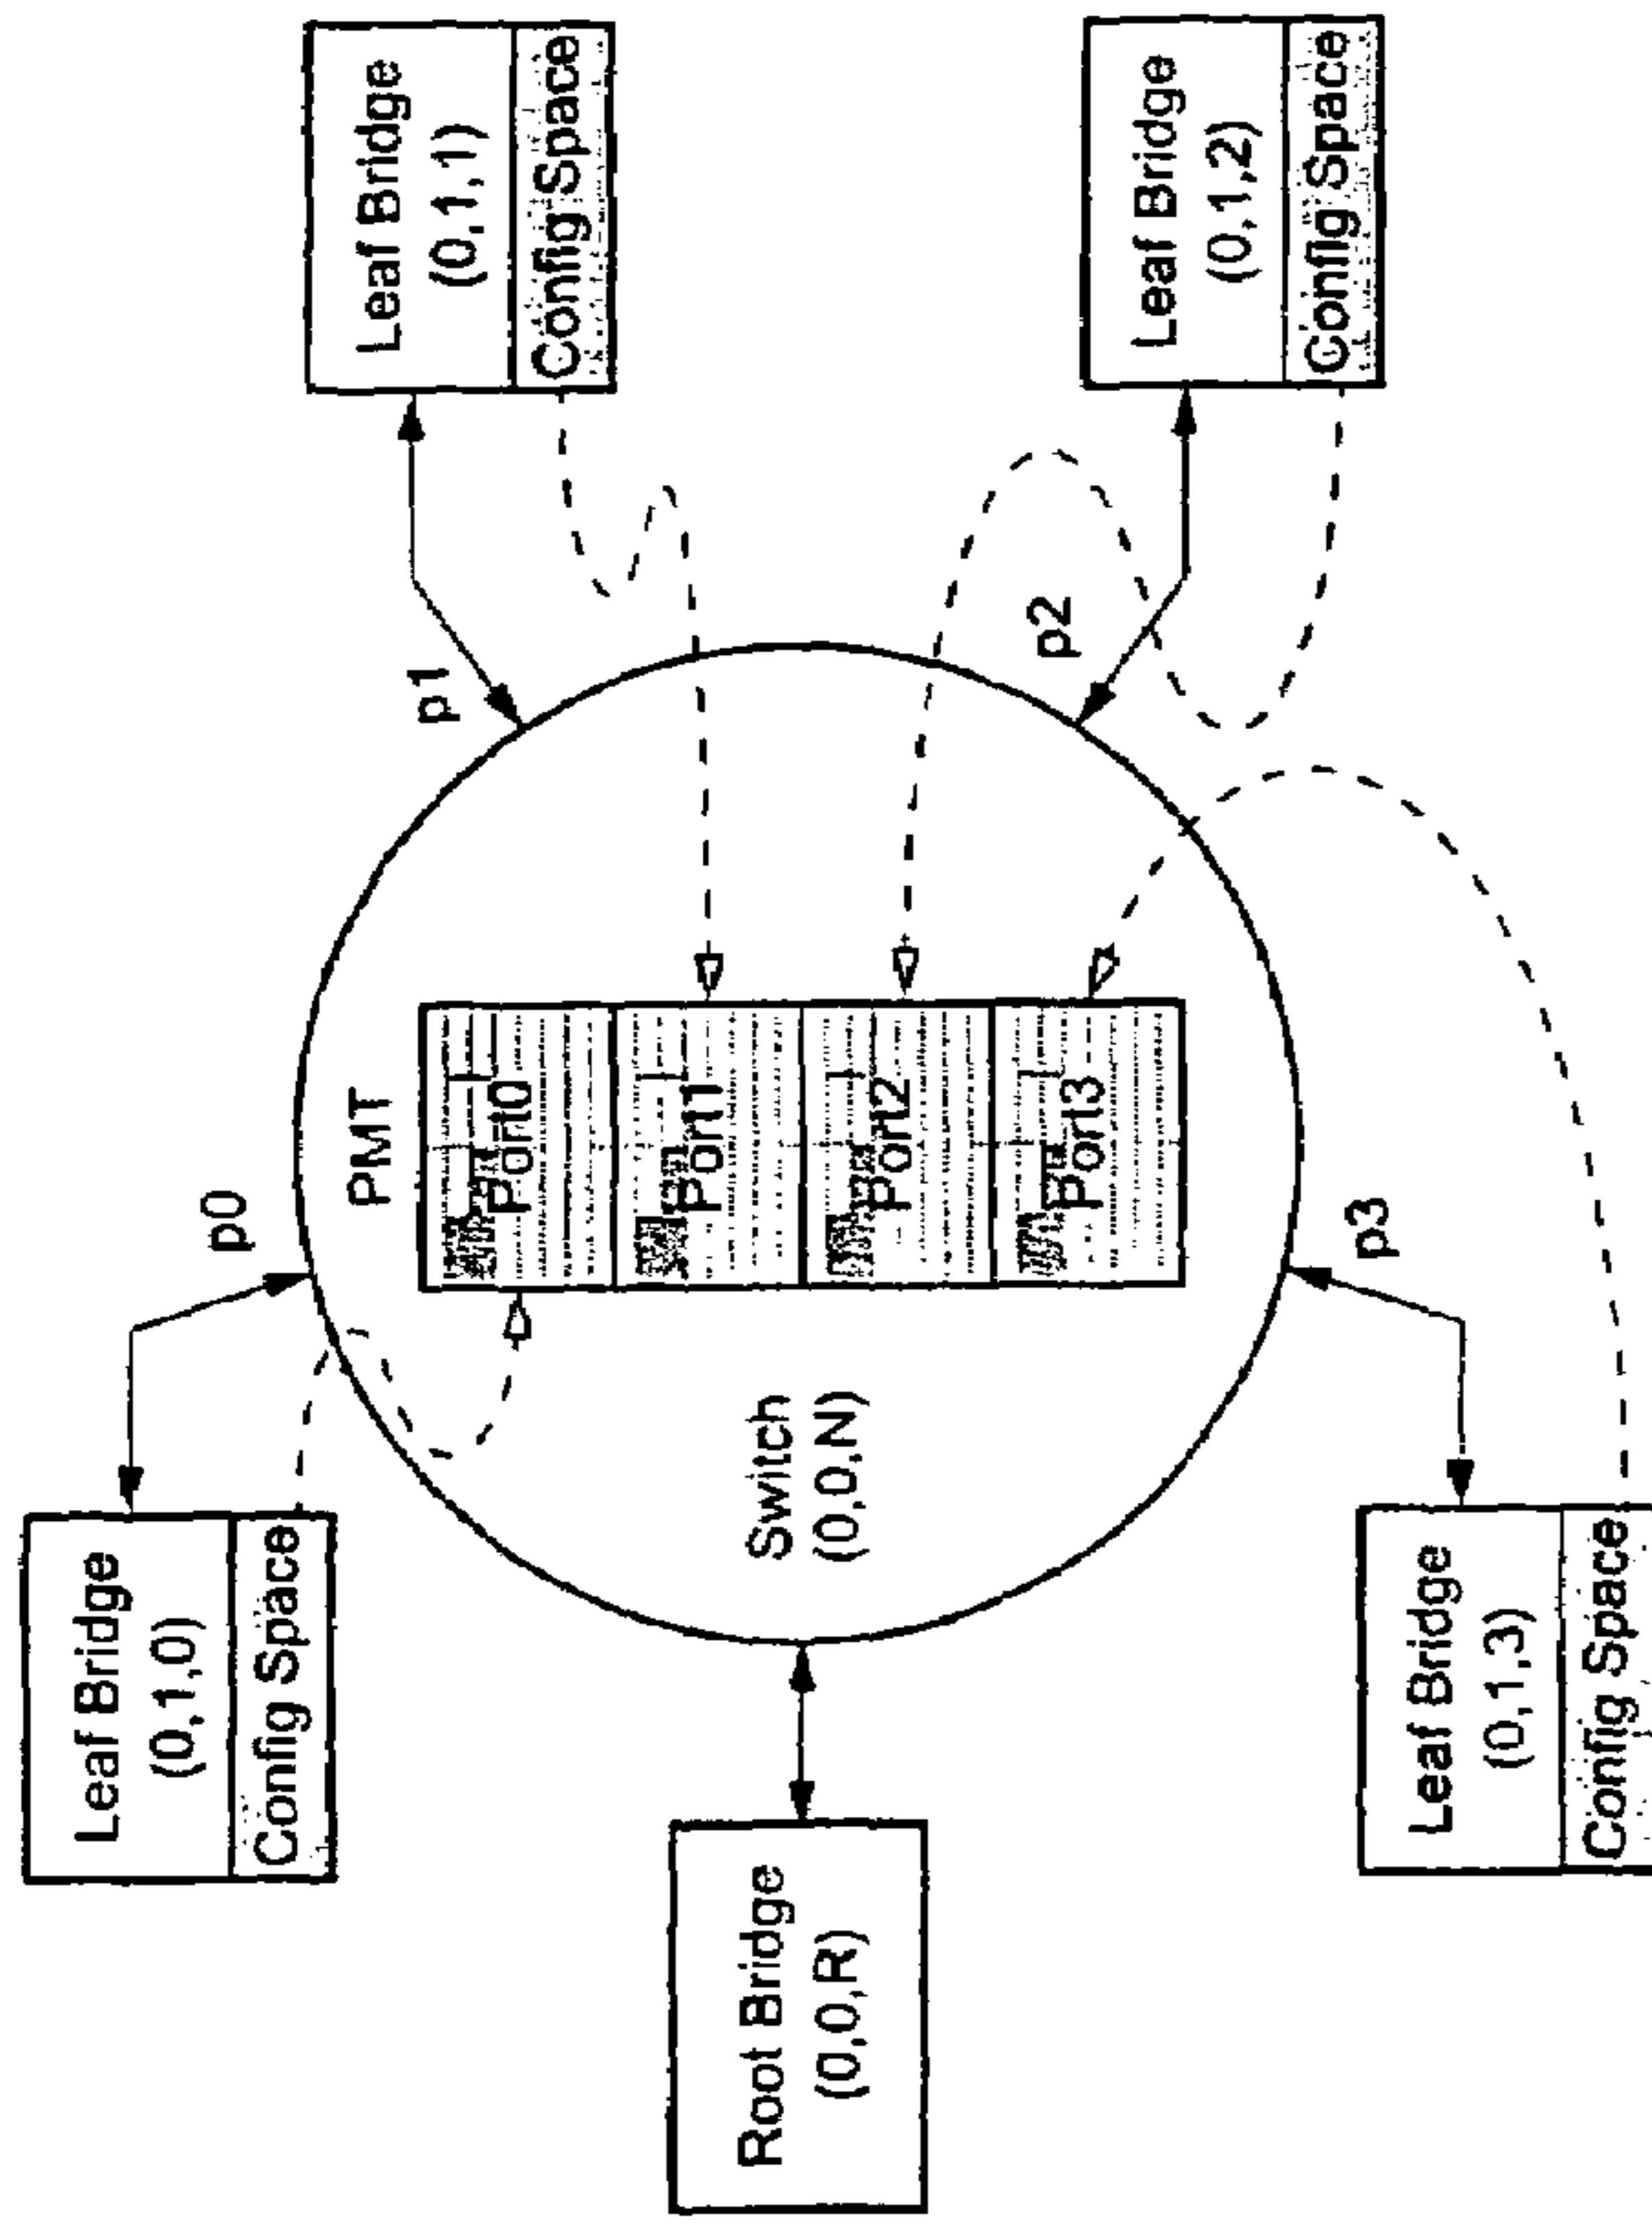 Leaf Bridge
(0,1,0)
Config Space
p0
Leaf Bridge
(0,1,1)
Config Space
p1
PMT
Port0
Port1
Port2
Port3
Switch
(0,0,N)
Root Bridge
(0,0,R)
p2
Leaf Bridge
(0,1,2)
Config Space
p3
Leaf Bridge
(0,1,3)
Config Space